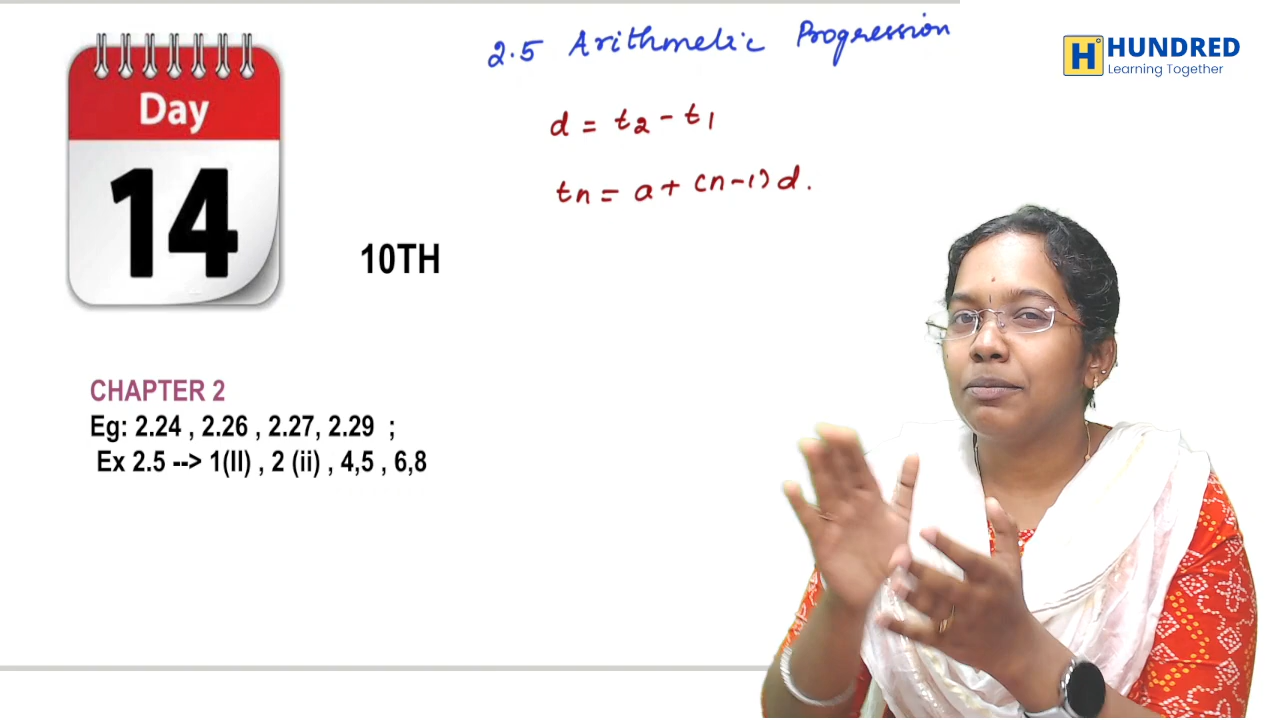 2.5 Arithmetic Progression
H HUNDRED
Learning Together
Day
14
d = t2 - t1
tn = a + (n-1) d.
10TH
CHAPTER 2
Eg: 2.24 , 2.26 , 2.27, 2.29 ;
Ex 2.5 --> 1(II) , 2 (ii) , 4,5 , 6,8